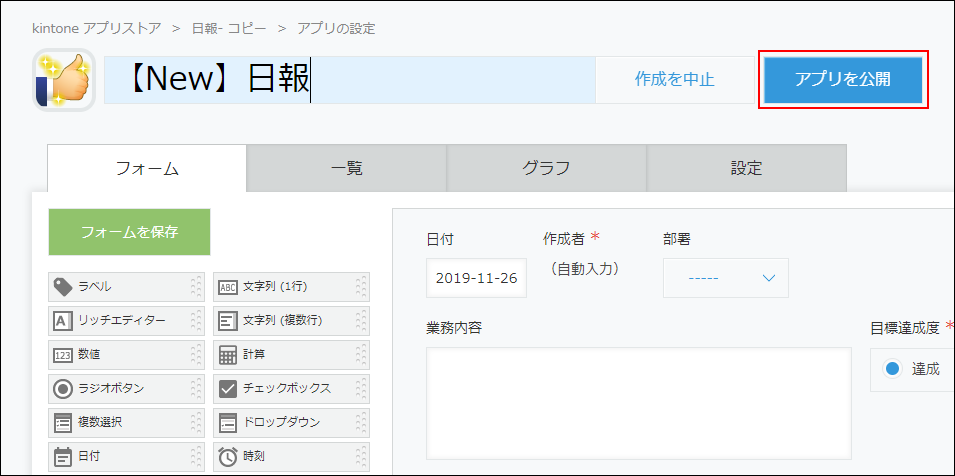 kintone アプリストア > 日報- コピー > アプリの設定
【New】日報
作成を中止
アプリを公開
フォーム
一覧
グラフ
設定
フォームを保存
ラベル
ABC 文字列 (1行)
A リッチエディター
文字列 (複数行)
123 数値
計算
ラジオボタン
チェックボックス
複数選択
ドロップダウン
日付
時刻
日付
作成者 *
部署
2019-11-26
（自動入力）
-----
業務内容
目標達成度 *
達成